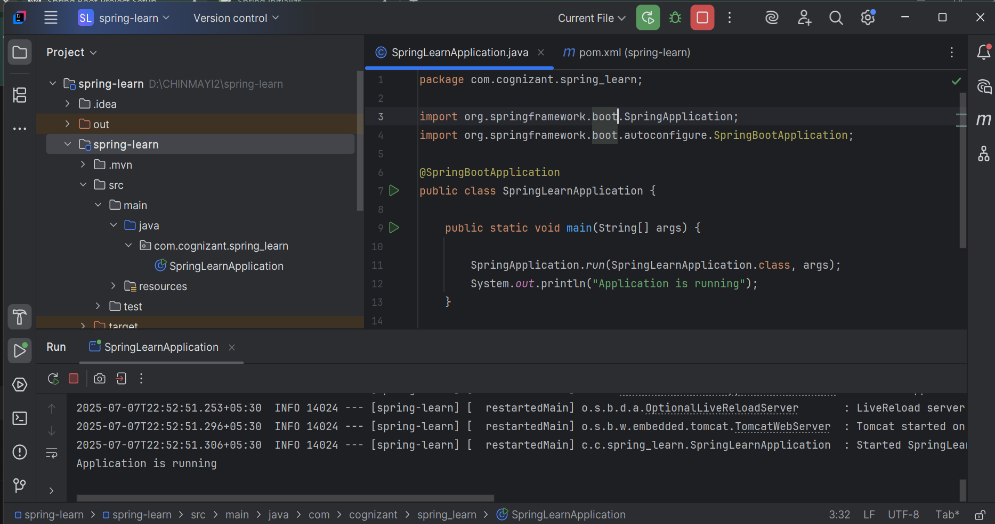 SL spring-learn Version control Current File
Project
SpringLearnApplication.java pom.xml (spring-learn)
spring-learn D:\CHINMAYI2\spring-learn
.idea
out
spring-learn
.mvn
src
main
java
com.cognizant.spring_learn
SpringLearnApplication
resources
test
target
1 package com.cognizant.spring_learn;
2
3 import org.springframework.boot.SpringApplication;
4 import org.springframework.boot.autoconfigure.SpringBootApplication;
5
6 @SpringBootApplication
7 public class SpringLearnApplication {
8
9 public static void main(String[] args) {
10
11 SpringApplication.run(SpringLearnApplication.class, args);
12 System.out.println("Application is running");
13 }
14
Run SpringLearnApplication
2025-07-07T22:52:51.253+05:30 INFO 14024 --- [spring-learn] [ restartedMain] o.s.b.d.a.OptionalLiveReloadServer : LiveReload server
2025-07-07T22:52:51.296+05:30 INFO 14024 --- [spring-learn] [ restartedMain] o.s.b.w.embedded.tomcat.TomcatWebServer : Tomcat started on
2025-07-07T22:52:51.306+05:30 INFO 14024 --- [spring-learn] [ restartedMain] c.c.spring_learn.SpringLearnApplication : Started SpringLea
Application is running
spring-learn > spring-learn > src > main > java > com > cognizant > spring_learn > SpringLearnApplication 3:32 LF UTF-8 Tab*